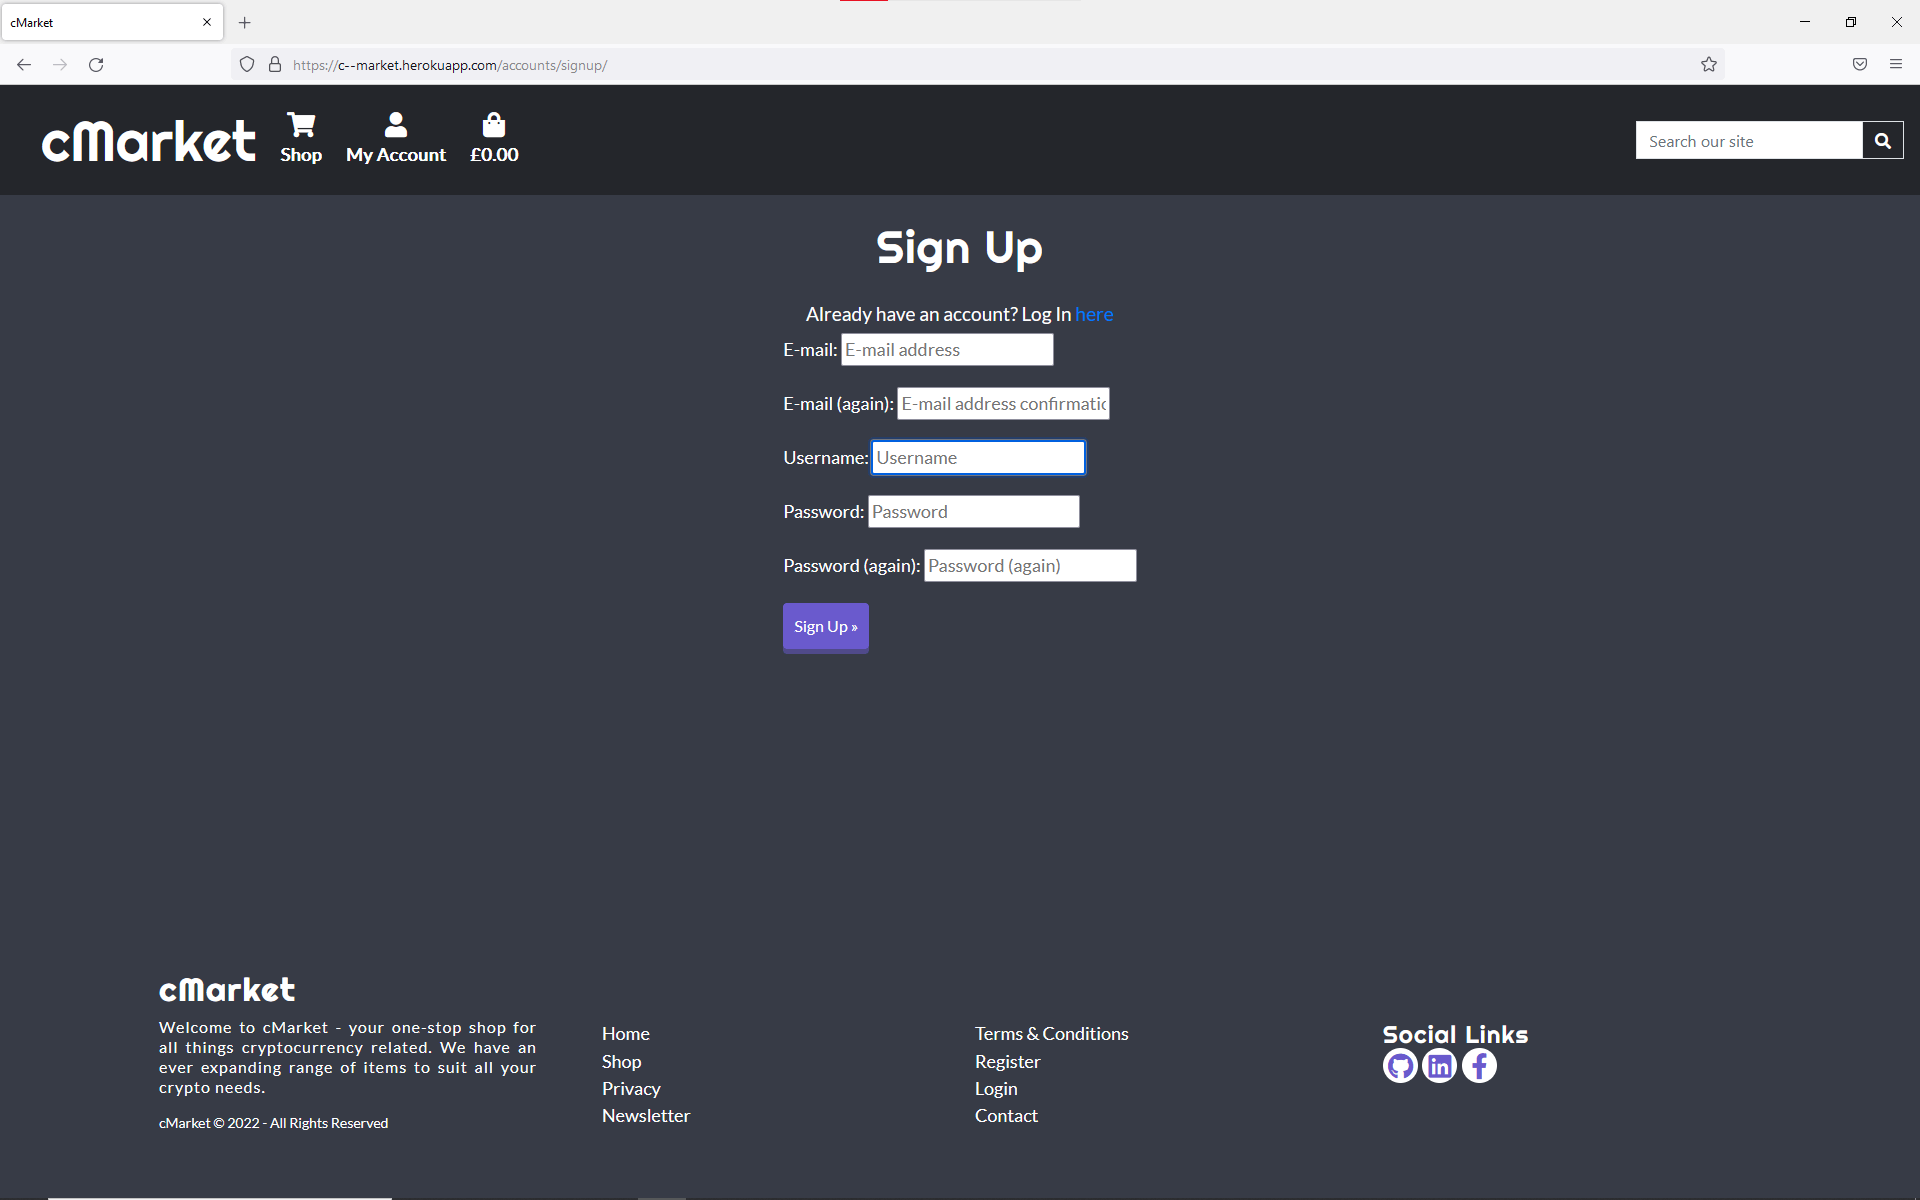 cMarket
https://c--market.herokuapp.com/accounts/signup/
cMarket
Shop
My Account
£0.00
Search our site
Sign Up
Already have an account? Log In here
E-mail: E-mail address
E-mail (again): E-mail address confirmatic
Username: Username
Password: Password
Password (again): Password (again)
Sign Up »
cMarket
Welcome to cMarket - your one-stop shop for
all things cryptocurrency related. We have an
ever expanding range of items to suit all your
crypto needs.
cMarket © 2022 - All Rights Reserved
Home
Shop
Privacy
Newsletter
Terms & Conditions
Register
Login
Contact
Social Links